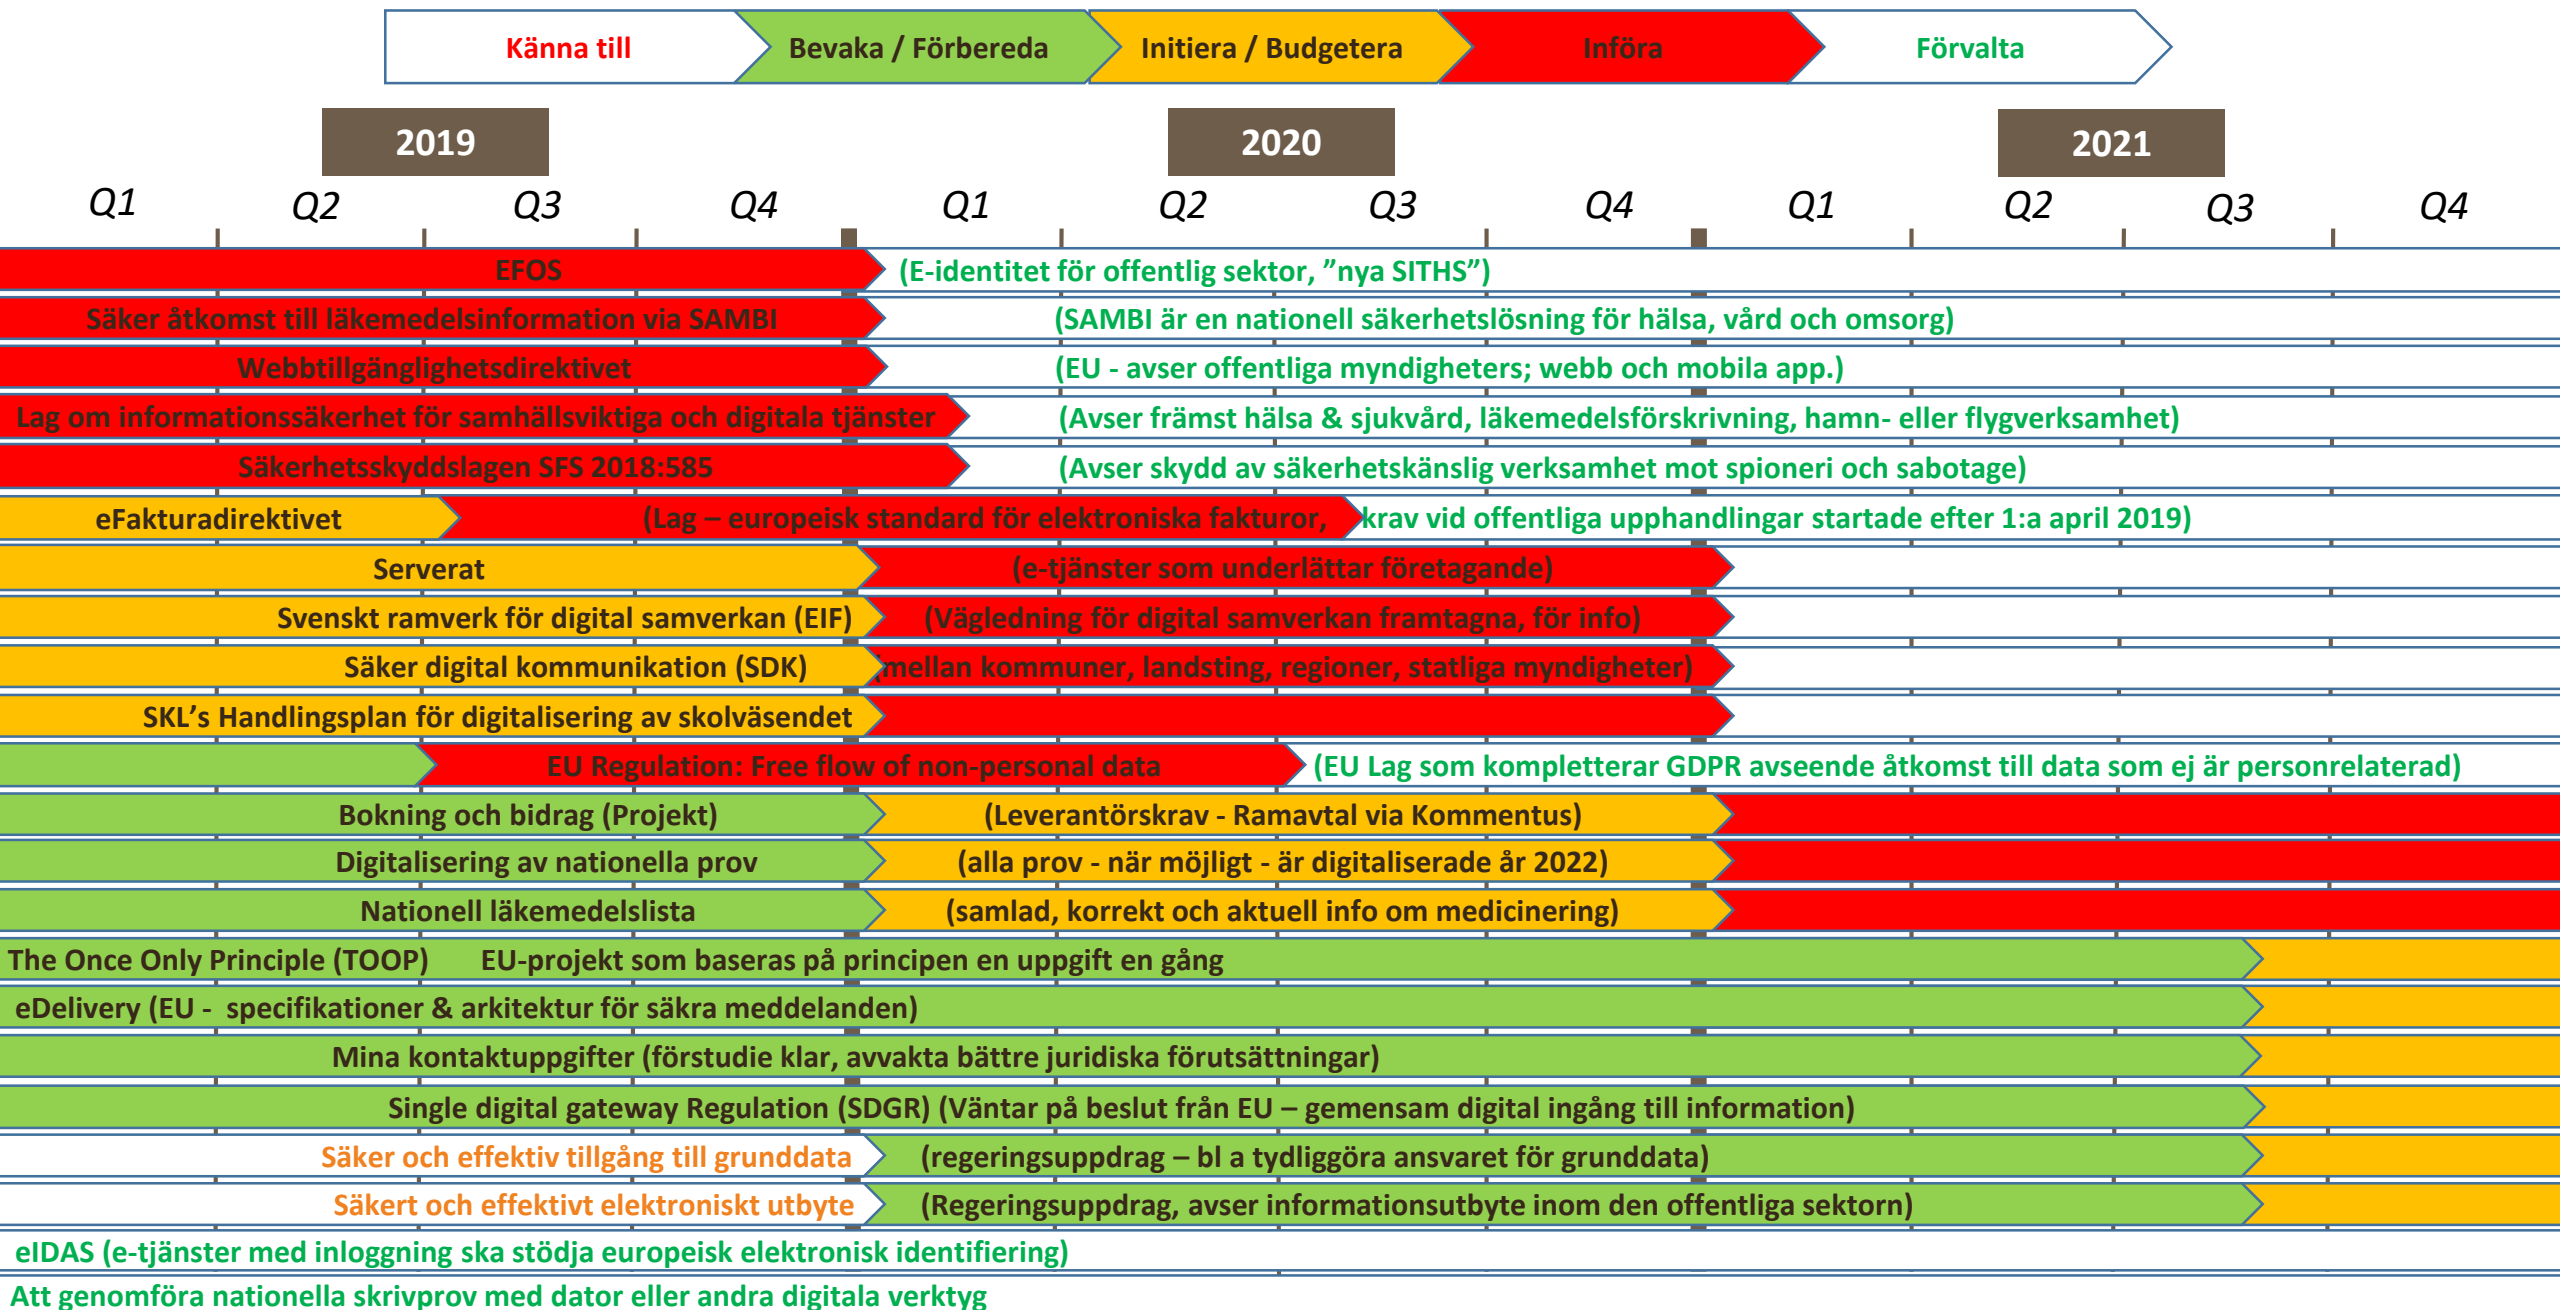 Känna till
Bevaka / Förbereda
Initiera / Budgetera
Införa
Förvalta
2019
2020
2021
Q1 Q2 Q3 Q4 Q1 Q2 Q3 Q4 Q1 Q2 Q3 Q4
EFOS (E-identitet för offentlig sektor, ”nya SITHS”)
Säker åtkomst till läkemedelsinformation via SAMBI (SAMBI är en nationell säkerhetslösning för hälsa, vård och omsorg)
Webbtillgänglighetsdirektivet (EU - avser offentliga myndigheters; webb och mobila app.)
Lag om informationssäkerhet för samhällsviktiga och digitala tjänster (Avser främst hälsa & sjukvård, läkemedelsförskrivning, hamn- eller flygverksamhet)
Säkerhetsskyddslagen SFS 2018:585 (Avser skydd av säkerhetskänslig verksamhet mot spioneri och sabotage)
eFakturadirektivet (Lag – europeisk standard för elektroniska fakturor, krav vid offentliga upphandlingar startade efter 1:a april 2019)
Serverat (e-tjänster som underlättar företagande)
Svenskt ramverk för digital samverkan (EIF) (Vägledning för digital samverkan framtagna, för info)
Säker digital kommunikation (SDK) (mellan kommuner, landsting, regioner, statliga myndigheter)
SKL’s Handlingsplan för digitalisering av skolväsendet
EU Regulation: Free flow of non-personal data (EU Lag som kompletterar GDPR avseende åtkomst till data som ej är personrelaterad)
Bokning och bidrag (Projekt) (Leverantörskrav - Ramavtal via Kommentus)
Digitalisering av nationella prov (alla prov - när möjligt - är digitaliserade år 2022)
Nationell läkemedelslista (samlad, korrekt och aktuell info om medicinering)
The Once Only Principle (TOOP) EU-projekt som baseras på principen en uppgift en gång
eDelivery (EU - specifikationer & arkitektur för säkra meddelanden)
Mina kontaktuppgifter (förstudie klar, avvakta bättre juridiska förutsättningar)
Single digital gateway Regulation (SDGR) (Väntar på beslut från EU – gemensam digital ingång till information)
Säker och effektiv tillgång till grunddata (regeringsuppdrag – bl a tydliggöra ansvaret för grunddata)
Säkert och effektivt elektroniskt utbyte (Regeringsuppdrag, avser informationsutbyte inom den offentliga sektorn)
eIDAS (e-tjänster med inloggning ska stödja europeisk elektronisk identifiering)
Att genomföra nationella skrivprov med dator eller andra digitala verktyg